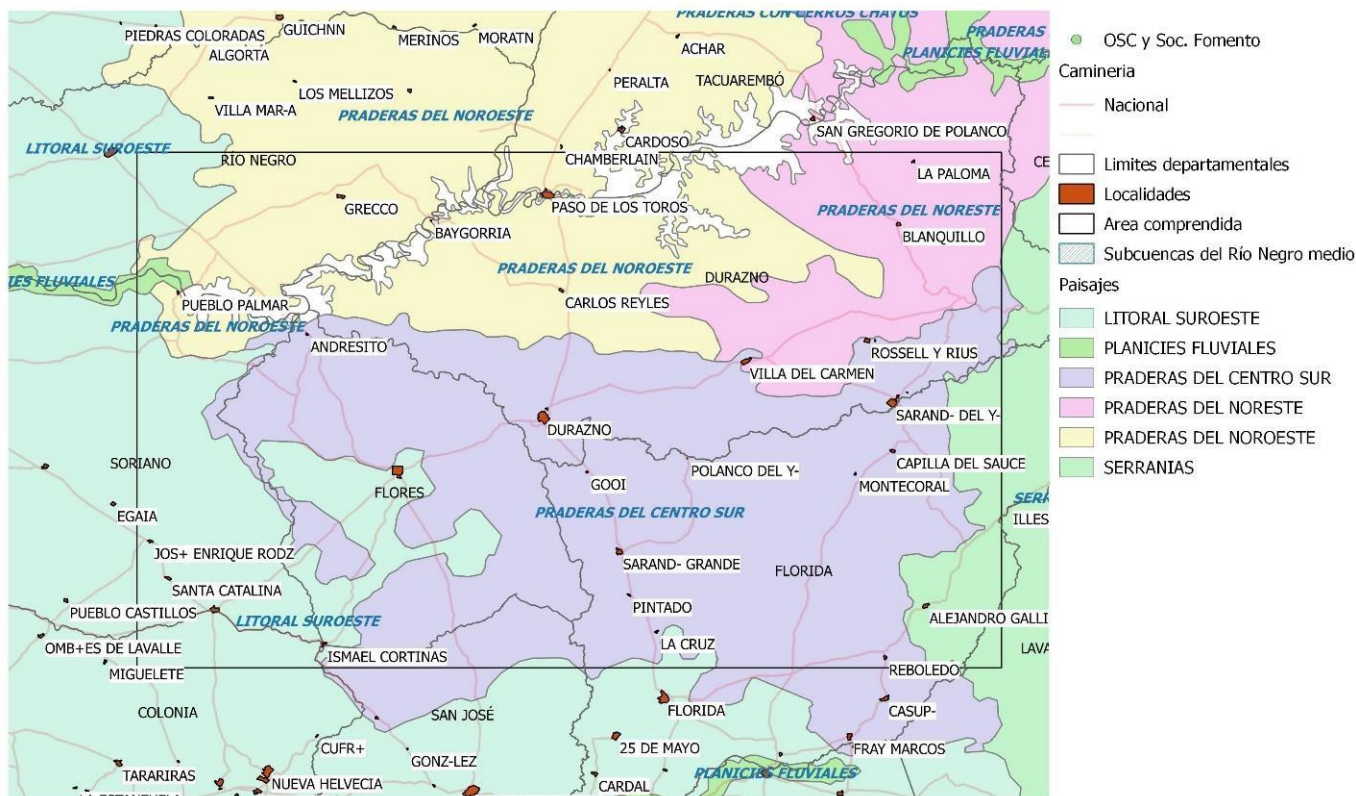 PRADERAS CON CERROS CHATOS
PIEDRAS COLORADAS
GUICHNN
MERINOS
MORATN
PRADERAS
ALGORTA
ACHAR
PLANICIES FLUVIAL
LOS MELLIZOS
PERALTA
TACUAREMBÓ
VILLA MAR-A
PRADERAS DEL NOROESTE
SAN GREGORIO DE POLANCO
LITORAL SUROESTE
CARDOSO
RÍO NEGRO
CHAMBERLAIN
LA PALOMA
CE
GRECCO
PASO DE LOS TOROS
PRADERAS DEL NORESTE
BAYGORRIA
BLANQUILLO
PRADERAS DEL NOROESTE
DURAZNO
IES FLUVIALES
PUEBLO PALMAR
CARLOS REYLES
PRADERAS DEL NOROESTE
ANDRESITO
ROSSELL Y RIUS
VILLA DEL CARMEN
SARAND- DEL Y-
DURAZNO
SORIANO
POLANCO DEL Y-
CAPILLA DEL SAUCE
GOOI
MONTECORAL
FLORES
SERR
EGAIA
PRADERAS DEL CENTRO SUR
ILLES
JOS+ ENRIQUE RODZ
SARAND- GRANDE
FLORIDA
SANTA CATALINA
PUEBLO CASTILLOS
PINTADO
LITORAL SUROESTE
ALEJANDRO GALLI
OMB+ES DE LAVALLE
LA CRUZ
LAVA
ISMAEL CORTINAS
MIGUELETE
REBOLEDO
COLONIA
SAN JOSÉ
FLORIDA
CASUP-
CUFR+
25 DE MAYO
FRAY MARCOS
GONZ-LEZ
TARARIRAS
PLANICIES FLUVIALES
NUEVA HELVECIA
CARDAL
OSC y Soc. Fomento
Camineria
Nacional
Limites departamentales
Localidades
Area comprendida
Subcuencas del Río Negro medio
Paisajes
LITORAL SUROESTE
PLANICIES FLUVIALES
PRADERAS DEL CENTRO SUR
PRADERAS DEL NORESTE
PRADERAS DEL NOROESTE
SERRANIAS